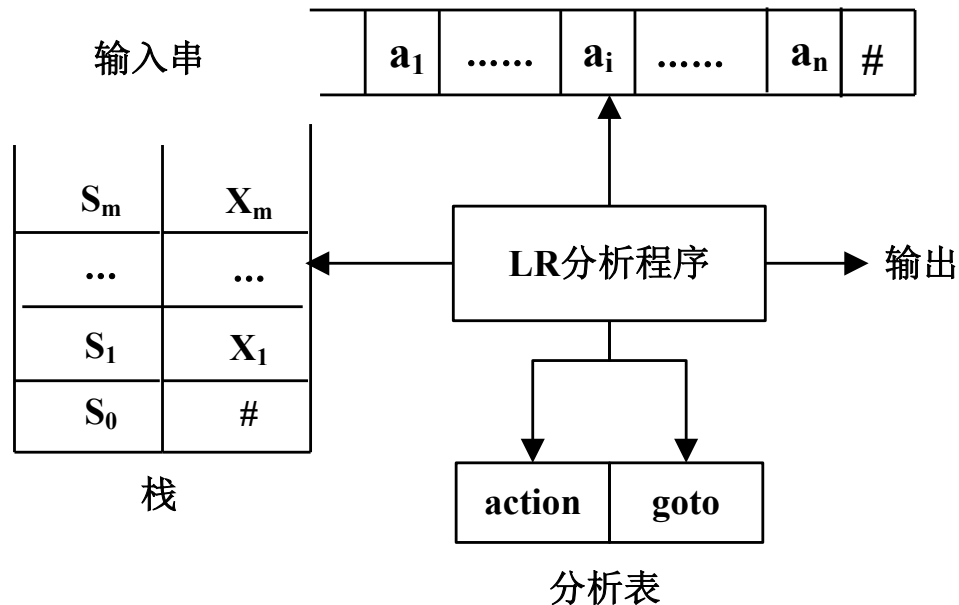 输入串 a₁ ...... aᵢ ...... aₙ #
Sₘ Xₘ
... ...
S₁ X₁
S₀ #
栈
LR分析程序
输出
action goto
分析表